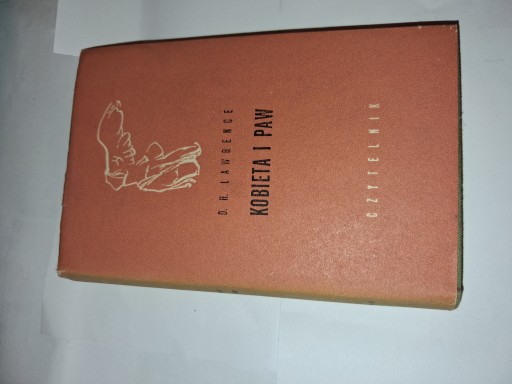 D. H. LAWRENCE
KOBIETA I PAW
CZYTELNIK